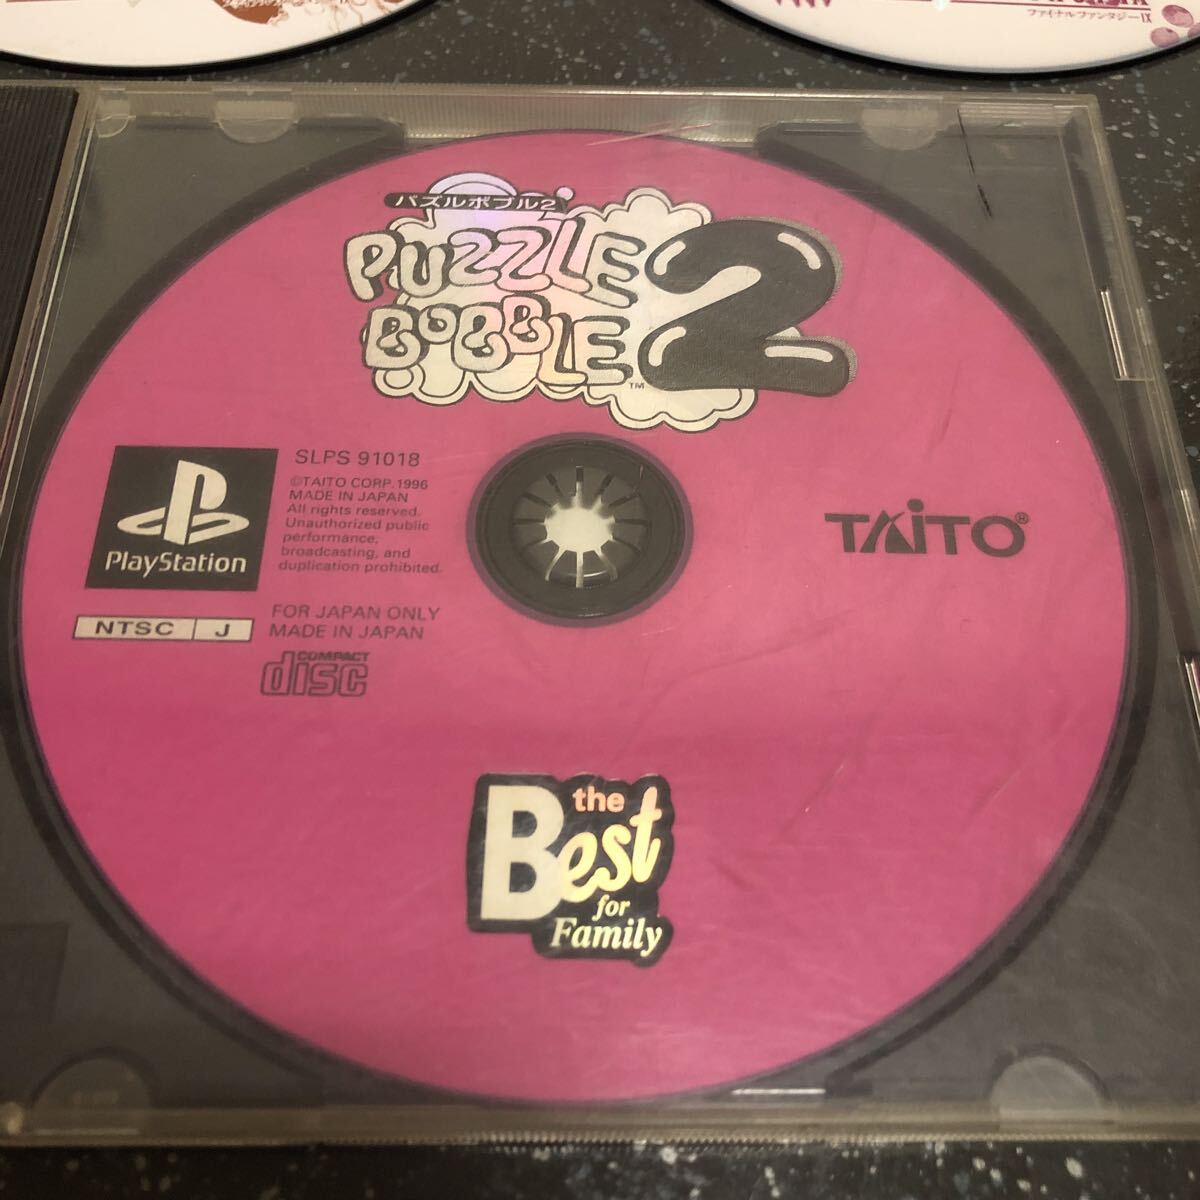 ファイナルファンタジーIX
パズルボブル2
PUZZLE
BOBBLE 2
TM
SLPS 91018
©TAITO CORP. 1996
MADE IN JAPAN
All rights reserved.
Unauthorized public
performance,
broadcasting, and
duplication prohibited.
PlayStation
NTSC J
FOR JAPAN ONLY
MADE IN JAPAN
COMPACT
disc
TAiTO®
the
Best
for
Family